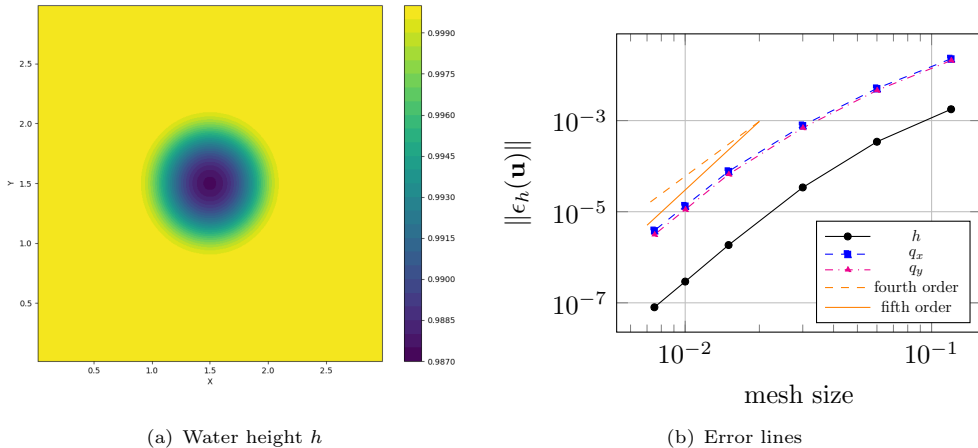 2.5
2.0
1.5
1.0
0.5
Y
0.5
1.0
1.5
2.0
2.5
X
0.9990
0.9975
0.9960
0.9945
0.9930
0.9915
0.9900
0.9885
0.9870
(a) Water height h
10⁻³
10⁻⁵
10⁻⁷
‖ϵₕ(𝐮)‖
h
qₓ
q_y
fourth order
fifth order
10⁻²
10⁻¹
mesh size
(b) Error lines